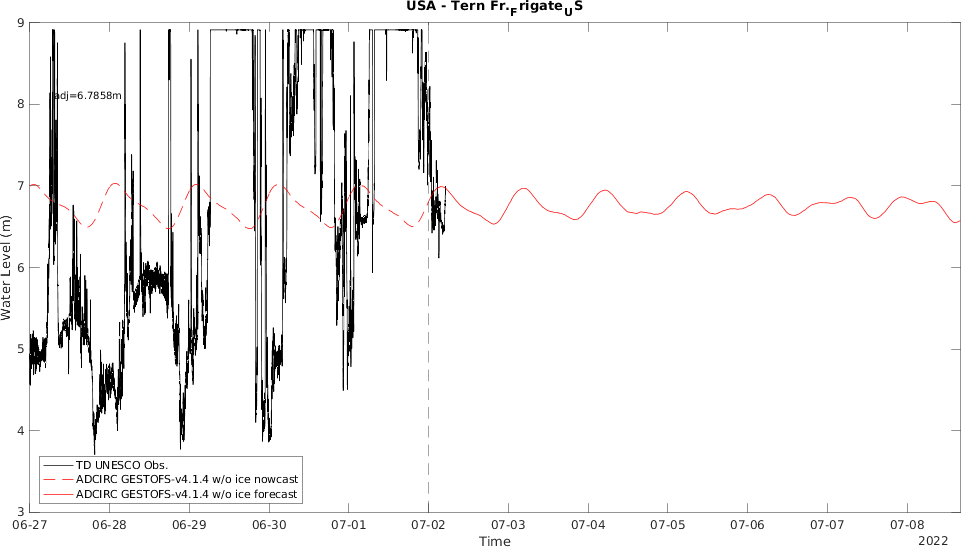 USA - Tern Fr.FrigateUS
9
8
7
6
5
4
3
adj=6.7858m
Water Level (m)
TD UNESCO Obs.
ADCIRC GESTOFS-v4.1.4 w/o ice nowcast
ADCIRC GESTOFS-v4.1.4 w/o ice forecast
06-27 06-28 06-29 06-30 07-01 07-02 07-03 07-04 07-05 07-06 07-07 07-08
Time
2022